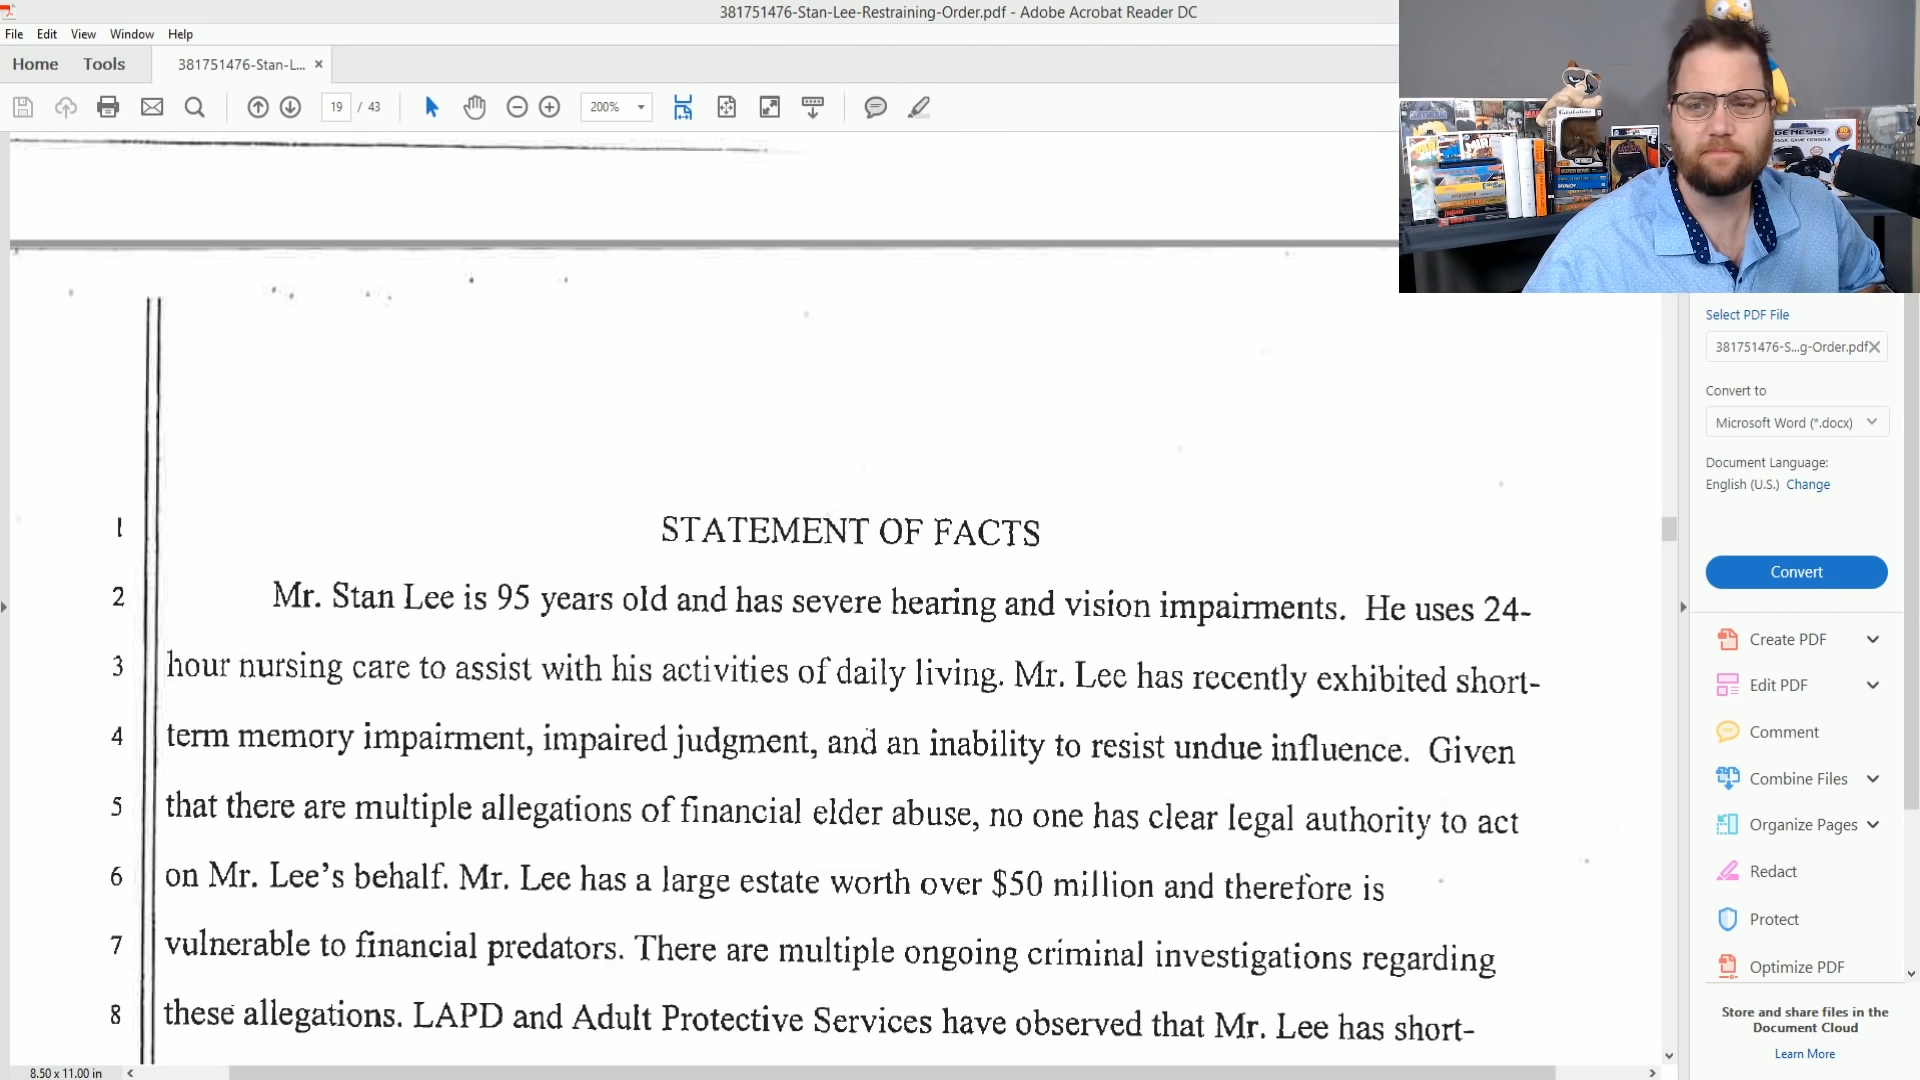 381751476-Stan-Lee-Restraining-Order.pdf - Adobe Acrobat Reader DC
File Edit View Window Help
Home Tools 381751476-Stan-L... ×
19 / 43 200%
GENESIS
Select PDF File
381751476-S...g-Order.pdf
Convert to
Microsoft Word (*.docx)
Document Language:
English (U.S.) Change
Convert
Create PDF
Edit PDF
Comment
Combine Files
Organize Pages
Redact
Protect
Optimize PDF
Store and share files in the
Document Cloud
Learn More
1 STATEMENT OF FACTS
2 Mr. Stan Lee is 95 years old and has severe hearing and vision impairments. He uses 24-
3 hour nursing care to assist with his activities of daily living. Mr. Lee has recently exhibited short-
4 term memory impairment, impaired judgment, and an inability to resist undue influence. Given
5 that there are multiple allegations of financial elder abuse, no one has clear legal authority to act
6 on Mr. Lee's behalf. Mr. Lee has a large estate worth over $50 million and therefore is
7 vulnerable to financial predators. There are multiple ongoing criminal investigations regarding
8 these allegations. LAPD and Adult Protective Services have observed that Mr. Lee has short-
8.50 x 11.00 in